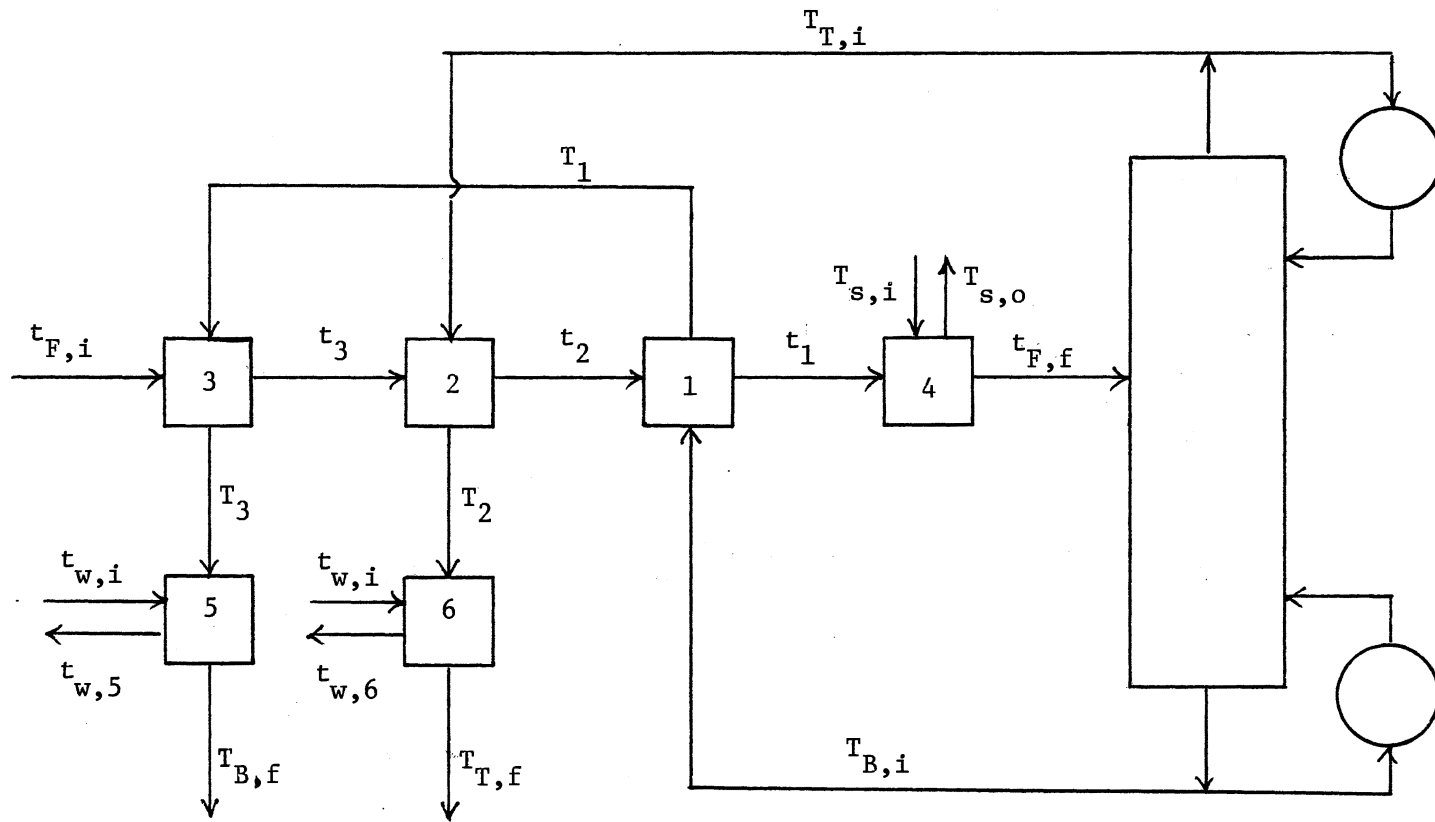 T_T,i
T_1
T_s,i
T_s,o
t_F,i
t_3
t_2
t_1
t_F,f
3
2
1
4
T_3
T_2
t_w,i
t_w,i
5
6
t_w,5
t_w,6
T_B,f
T_T,f
T_B,i